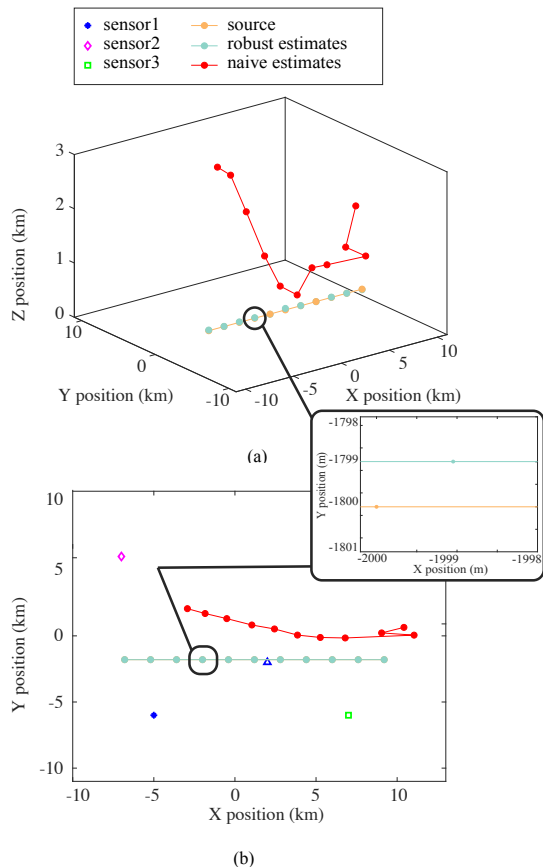 sensor1 source
sensor2 robust estimates
sensor3 naive estimates
3
2
1
0
Z position (km)
10
0
-10
Y position (km)
-10
-5
0
5
10
X position (km)
(a)
-1798
-1799
-1800
-1801
Y position (m)
-2000 -1999 -1998
X position (m)
10
5
0
-5
-10
Y position (km)
-10 -5 0 5 10
X position (km)
(b)